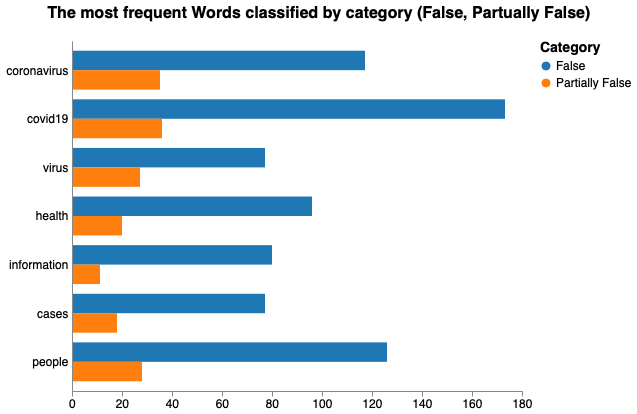 The most frequent Words classified by category (False, Partually False)
Category
False
Partially False
coronavirus
covid19
virus
health
information
cases
people
0 20 40 60 80 100 120 140 160 180